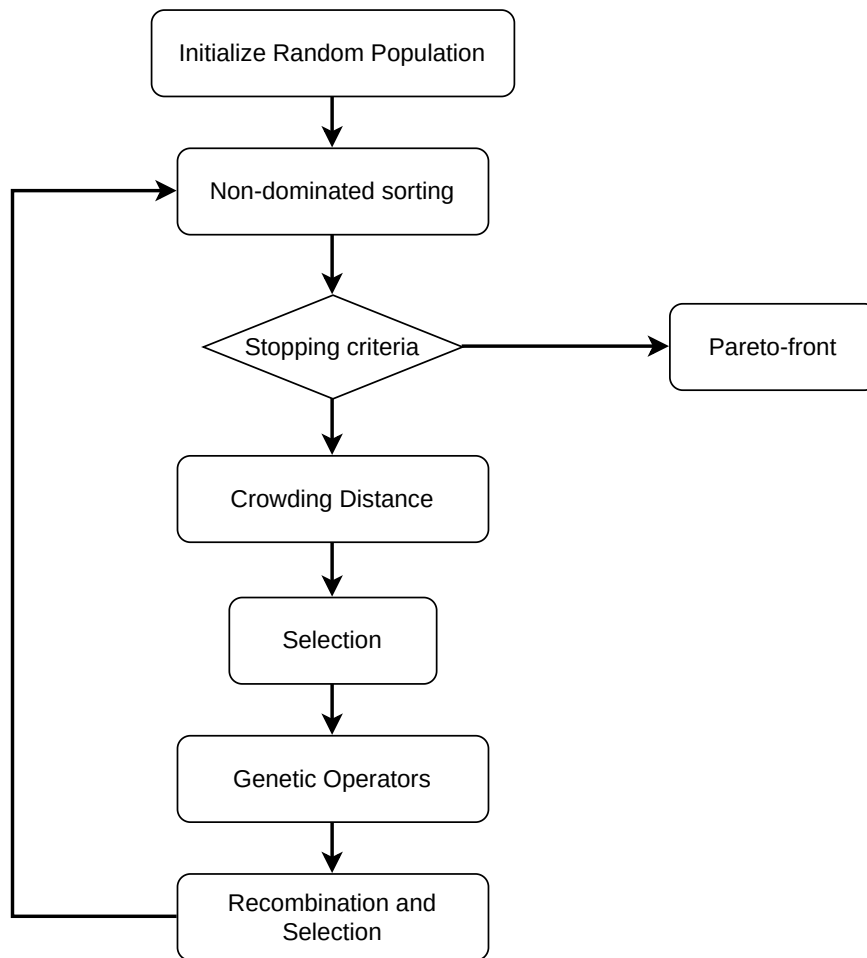 Initialize Random Population
Non-dominated sorting
Stopping criteria
Pareto-front
Crowding Distance
Selection
Genetic Operators
Recombination and
Selection